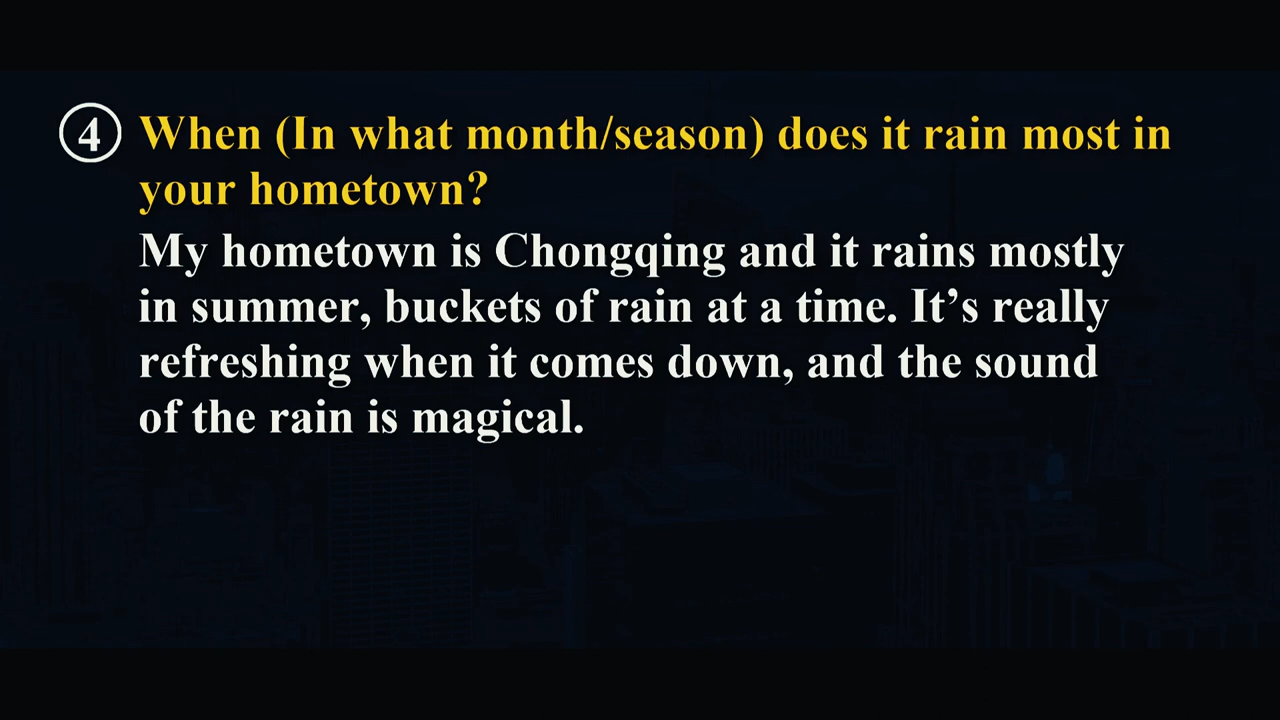 ④ When (In what month/season) does it rain most in
your hometown?
My hometown is Chongqing and it rains mostly
in summer, buckets of rain at a time. It’s really
refreshing when it comes down, and the sound
of the rain is magical.